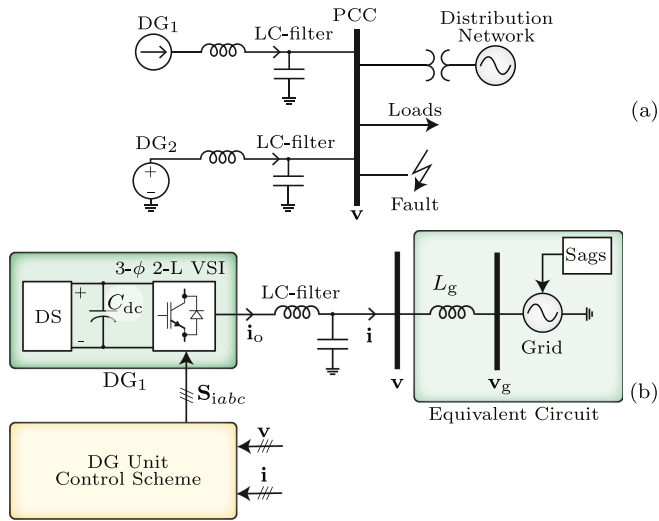 PCC
DG1
LC-filter
Distribution
Network
Loads
(a)
DG2
LC-filter
+
-
Fault
v
3-ϕ 2-L VSI
Sags
DS
+
Cdc
-
LC-filter
Lg
io
i
Grid
DG1
Siabc
v
vg
(b)
Equivalent Circuit
DG Unit
Control Scheme
v
i